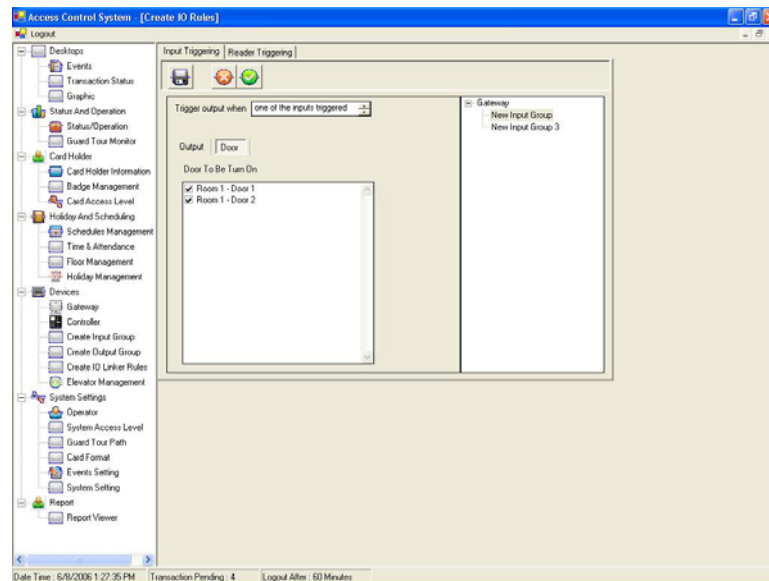 Access Control System - [Create IO Rules]
Logout
Desktops
Events
Transaction Status
Graphic
Status And Operation
Status/Operation
Guard Tour Monitor
Card Holder
Card Holder Information
Badge Management
Card Access Level
Holiday And Scheduling
Schedules Management
Time & Attendance
Floor Management
Holiday Management
Devices
Gateway
Controller
Create Input Group
Create Output Group
Create IO Linker Rules
Elevator Management
System Settings
Operator
System Access Level
Guard Tour Path
Card Format
Events Setting
System Setting
Report
Report Viewer
Input Triggering
Reader Triggering
Trigger output when
one of the inputs triggered
Output
Door
Door To Be Turn On
Room 1 - Door 1
Room 1 - Door 2
Gateway
New Input Group
New Input Group 3
Date Time : 6/8/2006 1:27:35 PM
Transaction Pending : 4
Logout After : 60 Minutes